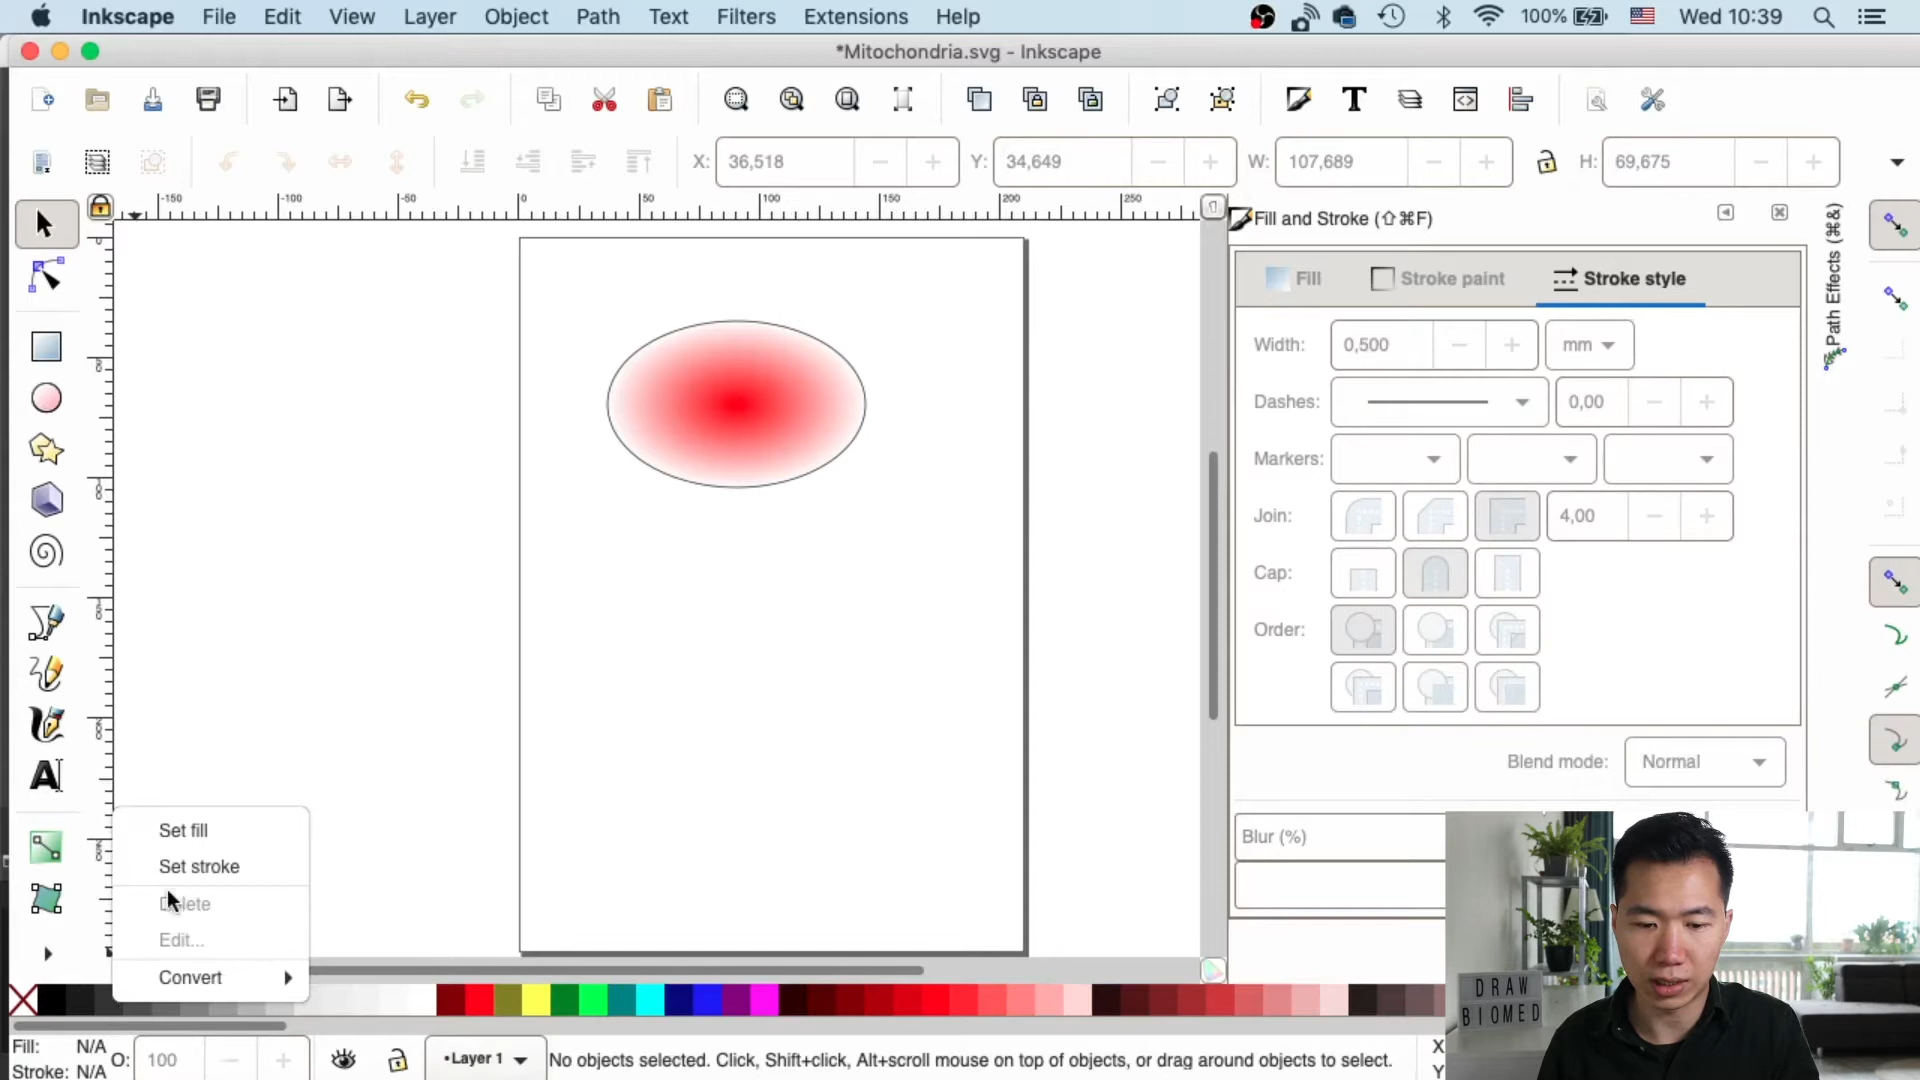 Inkscape File Edit View Layer Object Path Text Filters Extensions Help 100% Wed 10:39
*Mitochondria.svg - Inkscape
X: 36,518 Y: 34,649 W: 107,689 H: 69,675
-150 -100 -50 0 50 100 150 200 250
Fill and Stroke (⇧⌘F)
Path Effects (⌘&)
Fill Stroke paint Stroke style
Width: 0,500 mm
Dashes: 0,00
Markers:
Join: 4,00
Cap:
Order:
Blend mode: Normal
Blur (%)
Set fill
Set stroke
Delete
Edit...
Convert
DRAW
BIOMED
Fill: N/A
Stroke: N/A
O: 100 •Layer 1 No objects selected. Click, Shift+click, Alt+scroll mouse on top of objects, or drag around objects to select.
X
Y